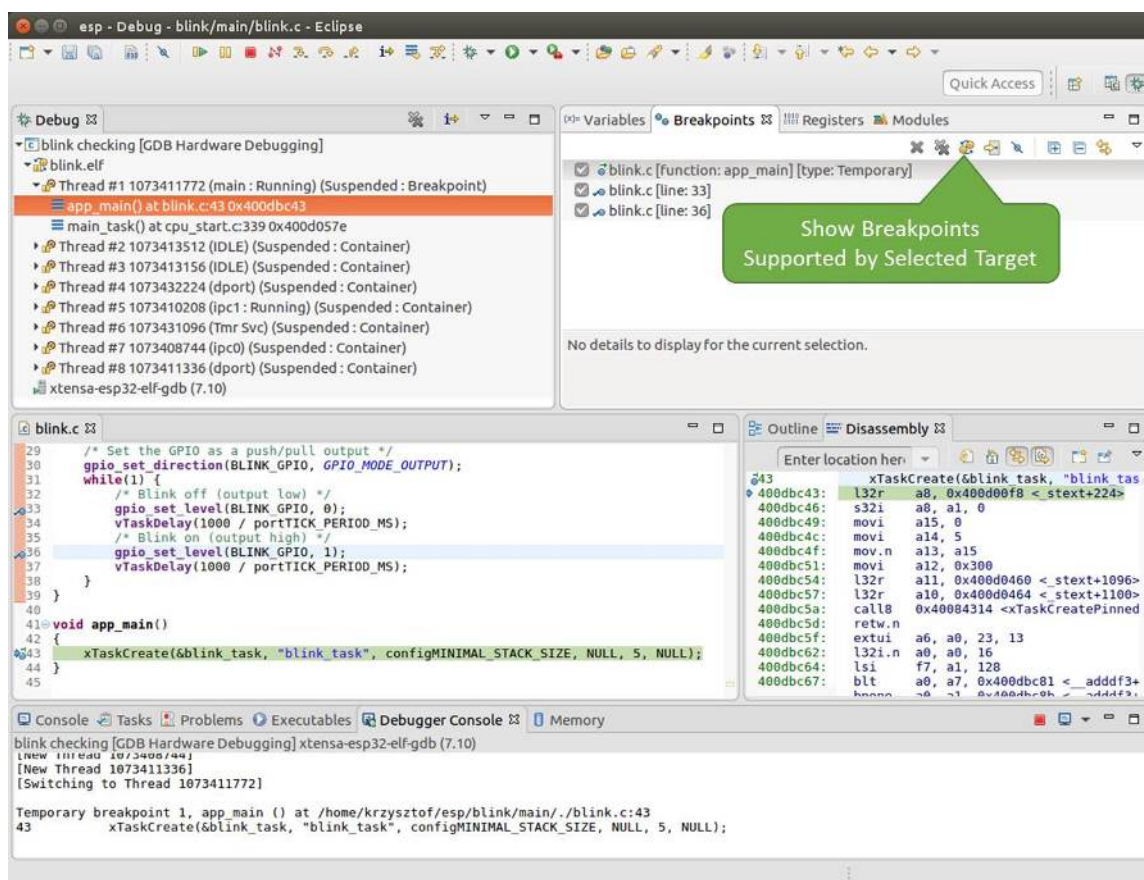 esp - Debug - blink/main/blink.c - Eclipse
Quick Access
Debug
blink checking [GDB Hardware Debugging]
blink.elf
Thread #1 1073411772 (main : Running) (Suspended : Breakpoint)
app_main() at blink.c:43 0x400dbc43
main_task() at cpu_start.c:339 0x400d057e
Thread #2 1073413512 (IDLE) (Suspended : Container)
Thread #3 1073413156 (IDLE) (Suspended : Container)
Thread #4 1073432224 (dport) (Suspended : Container)
Thread #5 1073410208 (ipc1 : Running) (Suspended : Container)
Thread #6 1073431096 (Tmr Svc) (Suspended : Container)
Thread #7 1073408744 (ipc0) (Suspended : Container)
Thread #8 1073411336 (dport) (Suspended : Container)
xtensa-esp32-elf-gdb (7.10)
(x)= Variables Breakpoints Registers Modules
blink.c [function: app_main] [type: Temporary]
blink.c [line: 33]
blink.c [line: 36]
Show Breakpoints
Supported by Selected Target
No details to display for the current selection.
blink.c
29 /* Set the GPIO as a push/pull output */
30 gpio_set_direction(BLINK_GPIO, GPIO_MODE_OUTPUT);
31 while(1) {
32 /* Blink off (output low) */
33 gpio_set_level(BLINK_GPIO, 0);
34 vTaskDelay(1000 / portTICK_PERIOD_MS);
35 /* Blink on (output high) */
36 gpio_set_level(BLINK_GPIO, 1);
37 vTaskDelay(1000 / portTICK_PERIOD_MS);
38 }
39 }
40
41 void app_main()
42 {
43 xTaskCreate(&blink_task, "blink_task", configMINIMAL_STACK_SIZE, NULL, 5, NULL);
44 }
45
Outline Disassembly
Enter location her
43 xTaskCreate(&blink_task, "blink_tas
400dbc43: l32r a8, 0x400d00f8 <_stext+224>
400dbc46: s32i a8, a1, 0
400dbc49: movi a15, 0
400dbc4c: movi a14, 5
400dbc4f: mov.n a13, a15
400dbc51: movi a12, 0x300
400dbc54: l32r a11, 0x400d0460 <_stext+1096>
400dbc57: l32r a10, 0x400d0464 <_stext+1100>
400dbc5a: call8 0x40084314 <xTaskCreatePinned
400dbc5d: retw.n
400dbc5f: extui a6, a0, 23, 13
400dbc62: l32i.n a0, a0, 16
400dbc64: lsi f7, a1, 128
400dbc67: blt a0, a7, 0x400dbc81 <__adddf3+
Console Tasks Problems Executables Debugger Console Memory
blink checking [GDB Hardware Debugging] xtensa-esp32-elf-gdb (7.10)
[New Thread 1073408744]
[New Thread 1073411336]
[Switching to Thread 1073411772]
Temporary breakpoint 1, app_main () at /home/krzysztof/esp/blink/main/./blink.c:43
43 xTaskCreate(&blink_task, "blink_task", configMINIMAL_STACK_SIZE, NULL, 5, NULL);